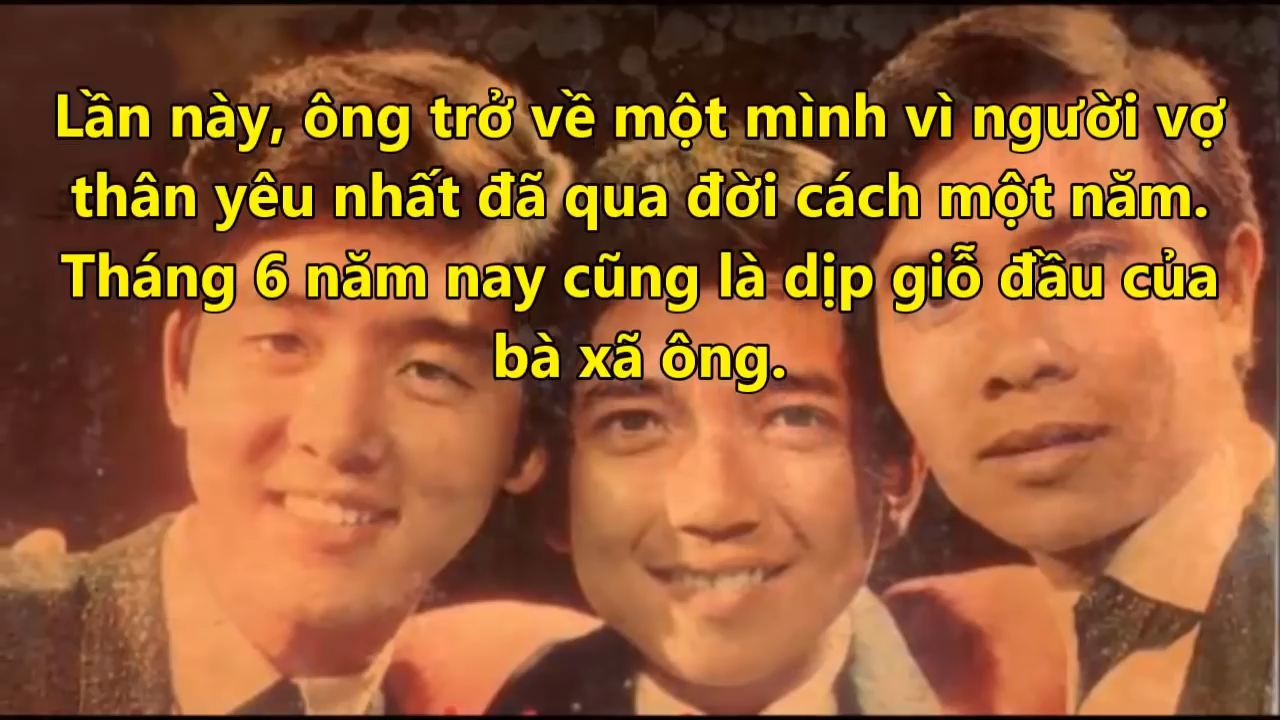 Lần này, ông trở về một mình vì người vợ
thân yêu nhất đã qua đời cách một năm.
Tháng 6 năm nay cũng là dịp giỗ đầu của
bà xã ông.